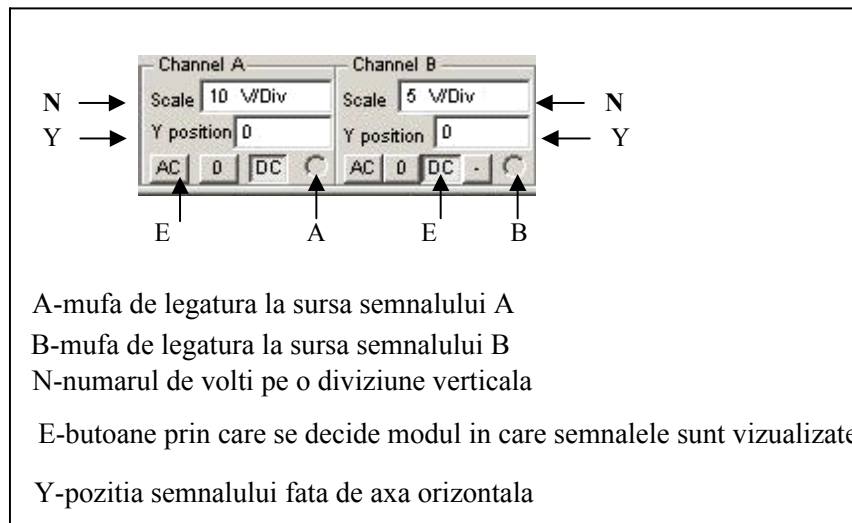 Channel A Channel B
N Scale 10 V/Div Scale 5 V/Div N
Y Y position 0 Y position 0 Y
AC 0 DC AC 0 DC -
E A E B
A-mufa de legatura la sursa semnalului A
B-mufa de legatura la sursa semnalului B
N-numarul de volti pe o diviziune verticala
E-butoane prin care se decide modul in care semnalele sunt vizualizate
Y-pozitia semnalului fata de axa orizontala